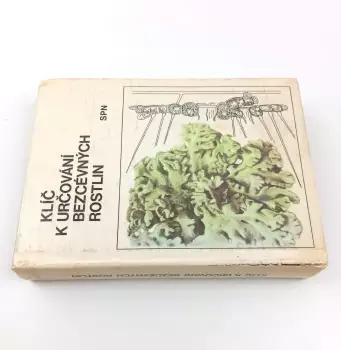 KLÍČ
K URČOVÁNÍ
BEZCÉVNÝCH
ROSTLIN
SPN